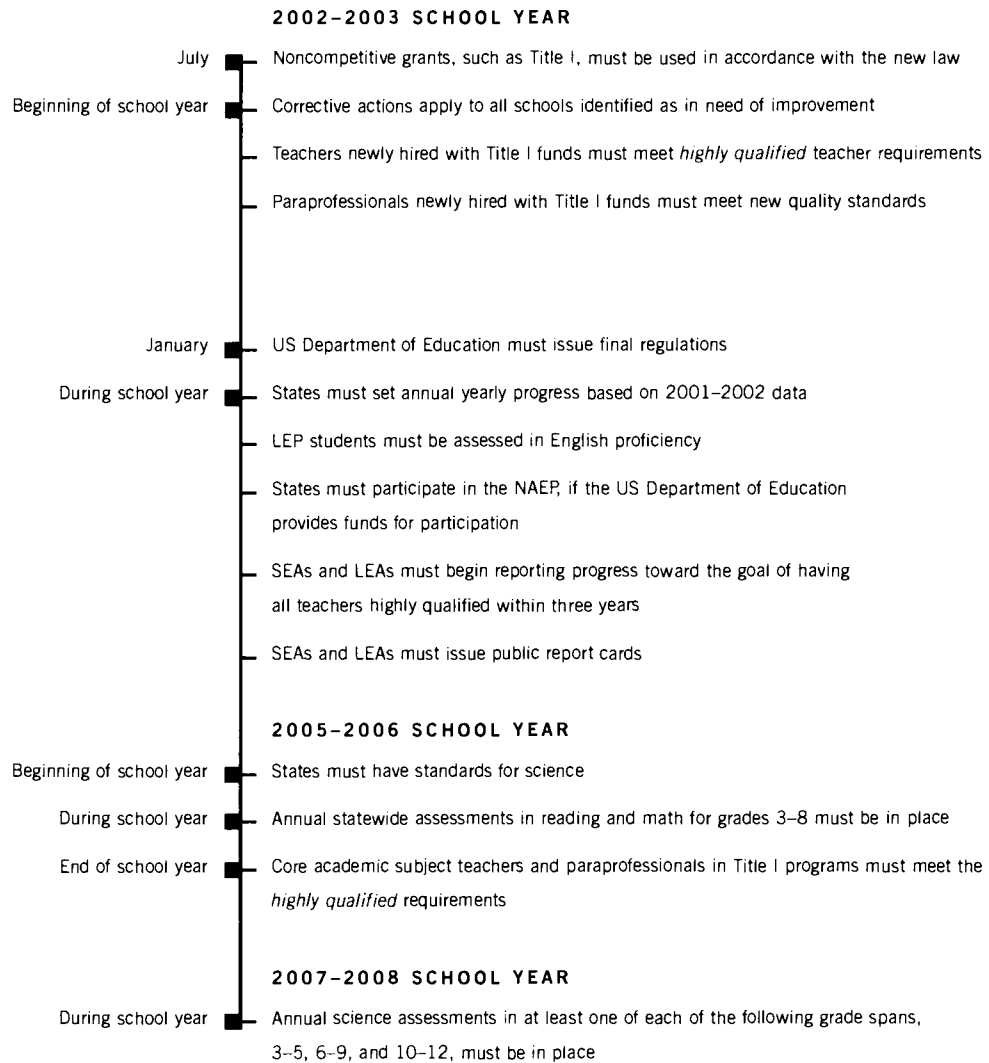 2002–2003 SCHOOL YEAR
July Noncompetitive grants, such as Title I, must be used in accordance with the new law
Beginning of school year Corrective actions apply to all schools identified as in need of improvement
Teachers newly hired with Title I funds must meet highly qualified teacher requirements
Paraprofessionals newly hired with Title I funds must meet new quality standards
January US Department of Education must issue final regulations
During school year States must set annual yearly progress based on 2001–2002 data
LEP students must be assessed in English proficiency
States must participate in the NAEP, if the US Department of Education
provides funds for participation
SEAs and LEAs must begin reporting progress toward the goal of having
all teachers highly qualified within three years
SEAs and LEAs must issue public report cards
2005–2006 SCHOOL YEAR
Beginning of school year States must have standards for science
During school year Annual statewide assessments in reading and math for grades 3–8 must be in place
End of school year Core academic subject teachers and paraprofessionals in Title I programs must meet the
highly qualified requirements
2007–2008 SCHOOL YEAR
During school year Annual science assessments in at least one of each of the following grade spans,
3–5, 6–9, and 10–12, must be in place